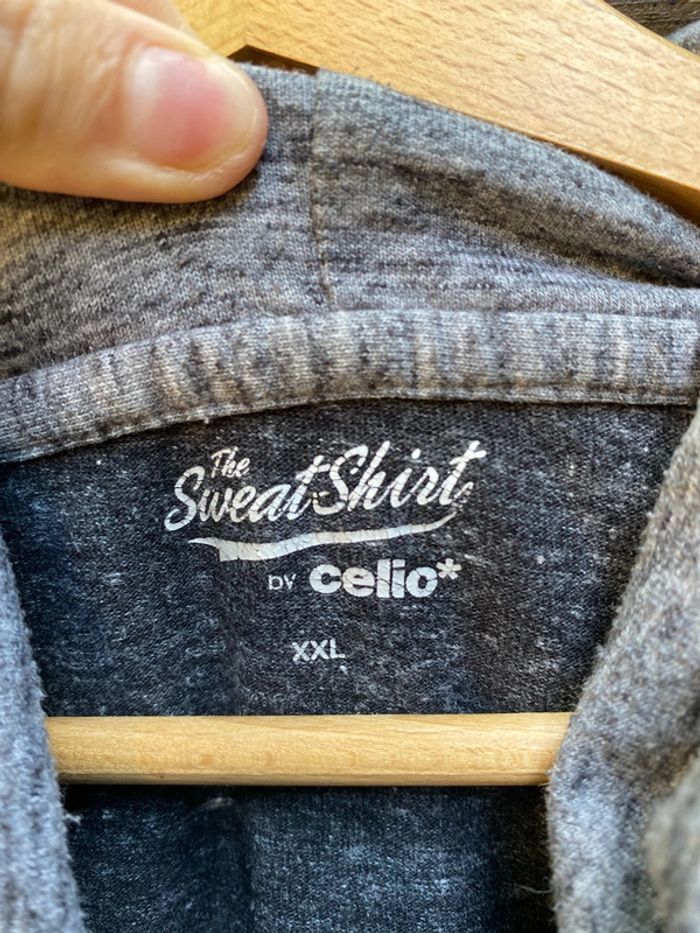 The
SweatShirt
by celio*
XXL